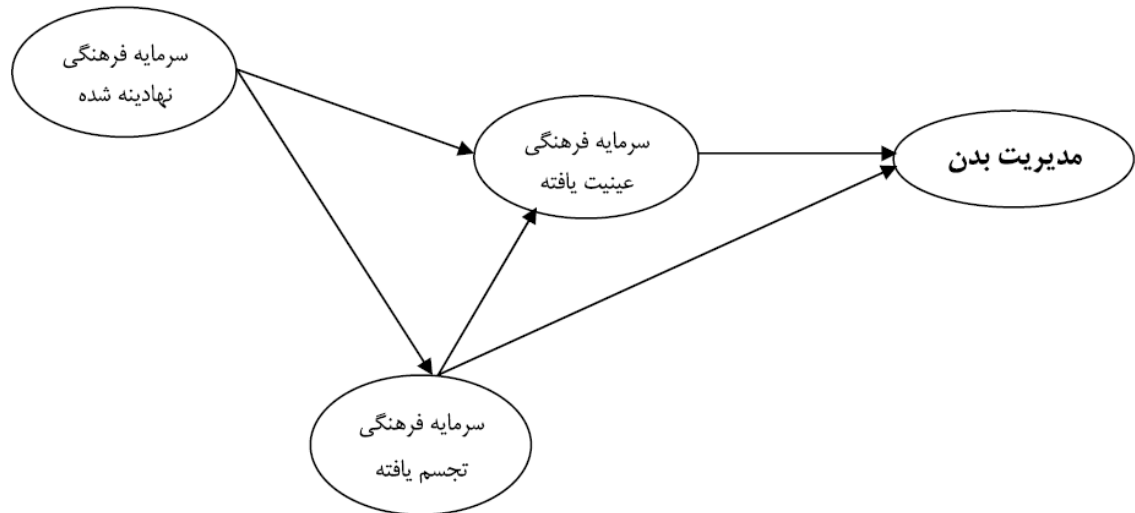 سرمایه فرهنگی
نهادینه شده
سرمایه فرهنگی
عینیت یافته
مدیریت بدن
سرمایه فرهنگی
تجسم یافته